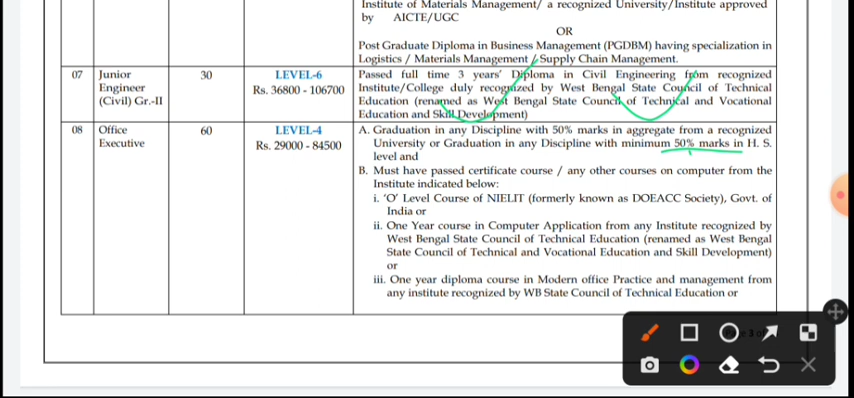 Institute of Materials Management/ a recognized University/Institute approved
by AICTE/UGC
OR
Post Graduate Diploma in Business Management (PGDBM) having specialization in
Logistics / Materials Management / Supply Chain Management.
07 Junior Engineer (Civil) Gr.-II 30 LEVEL-6 Rs. 36800 - 106700
Passed full time 3 years' Diploma in Civil Engineering from recognized
Institute/College duly recognized by West Bengal State Council of Technical
Education (renamed as West Bengal State Council of Technical and Vocational
Education and Skill Development)
08 Office Executive 60 LEVEL-4 Rs. 29000 - 84500
A. Graduation in any Discipline with 50% marks in aggregate from a recognized
University or Graduation in any Discipline with minimum 50% marks in H. S.
level and
B. Must have passed certificate course / any other courses on computer from the
Institute indicated below:
i. 'O' Level Course of NIELIT (formerly known as DOEACC Society), Govt. of
India or
ii. One Year course in Computer Application from any Institute recognized by
West Bengal State Council of Technical Education (renamed as West Bengal
State Council of Technical and Vocational Education and Skill Development)
or
iii. One year diploma course in Modern office Practice and management from
any institute recognized by WB State Council of Technical Education or